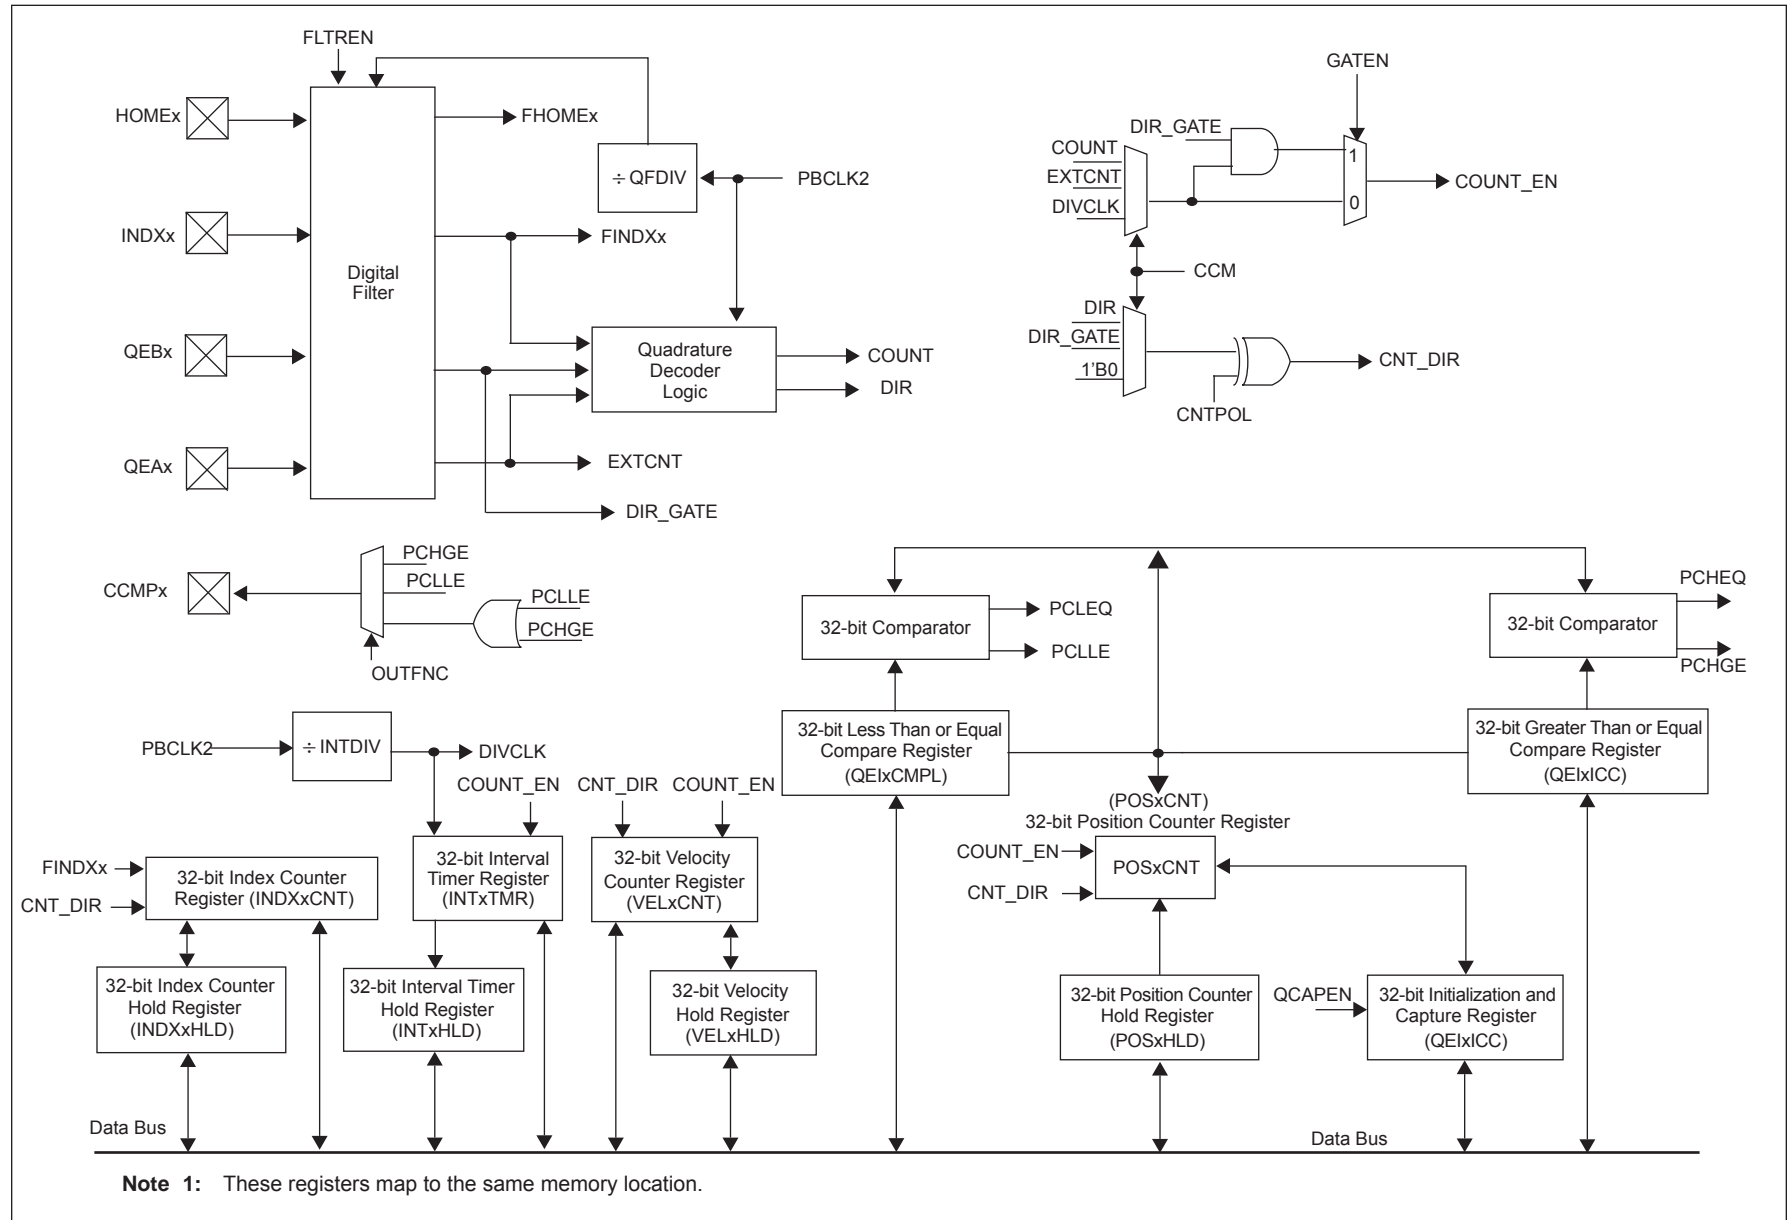 FLTREN
HOMEx
FHOMEx
÷ QFDIV
PBCLK2
INDXx
FINDXx
Digital
Filter
QEBx
Quadrature
Decoder
Logic
COUNT
DIR
QEAx
EXTCNT
DIR_GATE
GATEN
DIR_GATE
COUNT
EXTCNT
DIVCLK
1
0
COUNT_EN
CCM
DIR
DIR_GATE
1'B0
CNTPOL
CNT_DIR
CCMPx
PCHGE
PCLLE
PCLLE
PCHGE
OUTFNC
32-bit Comparator
PCLEQ
PCLLE
32-bit Comparator
PCHEQ
PCHGE
PBCLK2
÷ INTDIV
DIVCLK
32-bit Less Than or Equal
Compare Register
(QEIxCMPL)
32-bit Greater Than or Equal
Compare Register
(QEIxICC)
COUNT_EN
CNT_DIR
COUNT_EN
(POSxCNT)
32-bit Position Counter Register
COUNT_EN
CNT_DIR
POSxCNT
FINDXx
CNT_DIR
32-bit Index Counter
Register (INDXxCNT)
32-bit Interval
Timer Register
(INTxTMR)
32-bit Velocity
Counter Register
(VELxCNT)
32-bit Index Counter
Hold Register
(INDXxHLD)
32-bit Interval Timer
Hold Register
(INTxHLD)
32-bit Velocity
Hold Register
(VELxHLD)
32-bit Position Counter
Hold Register
(POSxHLD)
QCAPEN
32-bit Initialization and
Capture Register
(QEIxICC)
Data Bus
Data Bus
Note 1: These registers map to the same memory location.